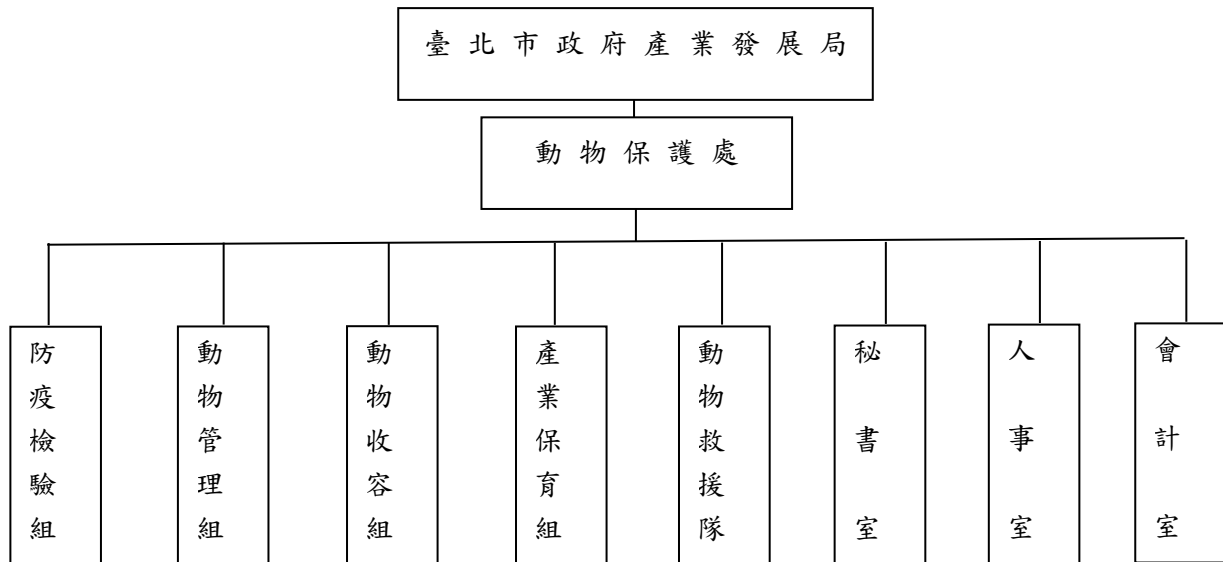 臺北市政府產業發展局
動物保護處
防疫檢驗組
動物管理組
動物收容組
產業保育組
動物救援隊
秘書室
人事室
會計室